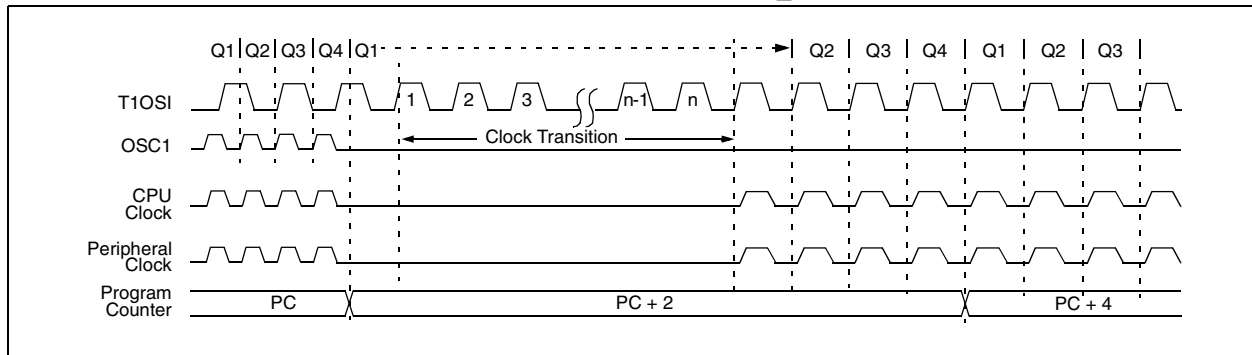 Q1 Q2 Q3 Q4 Q1 Q2 Q3 Q4 Q1 Q2 Q3
T1OSI 1 2 3 n-1 n
Clock Transition
OSC1
CPU
Clock
Peripheral
Clock
Program
Counter
PC PC + 2 PC + 4